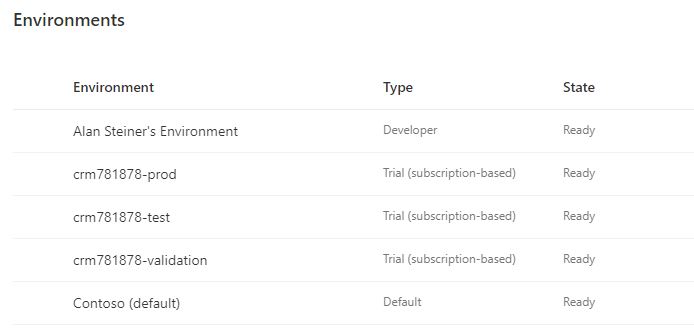 Environments
Environment Type State
Alan Steiner's Environment Developer Ready
crm781878-prod Trial (subscription-based) Ready
crm781878-test Trial (subscription-based) Ready
crm781878-validation Trial (subscription-based) Ready
Contoso (default) Default Ready